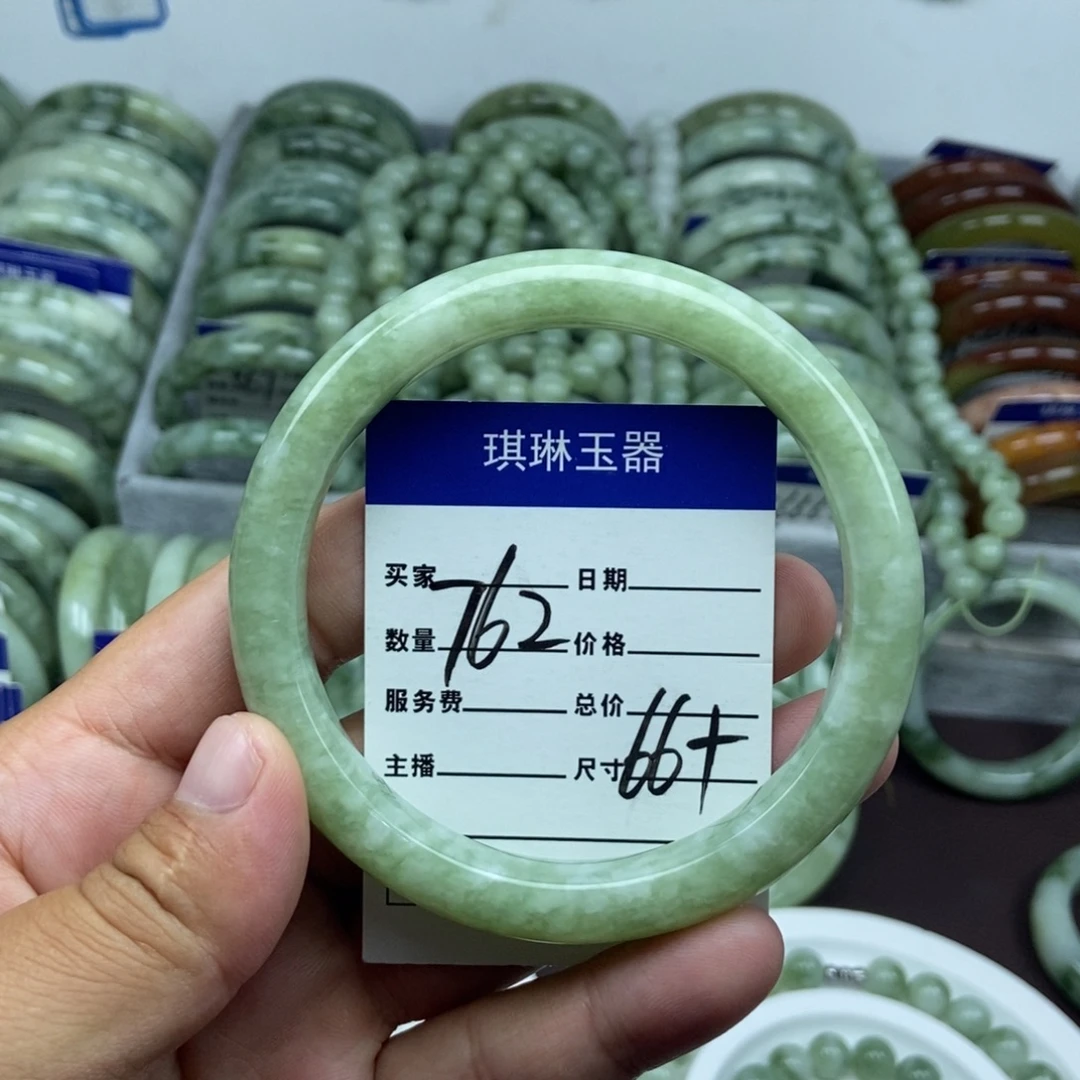 琪琳玉器
买家 日期
762
数量 价格
服务费 总价
主播 尺寸 66+